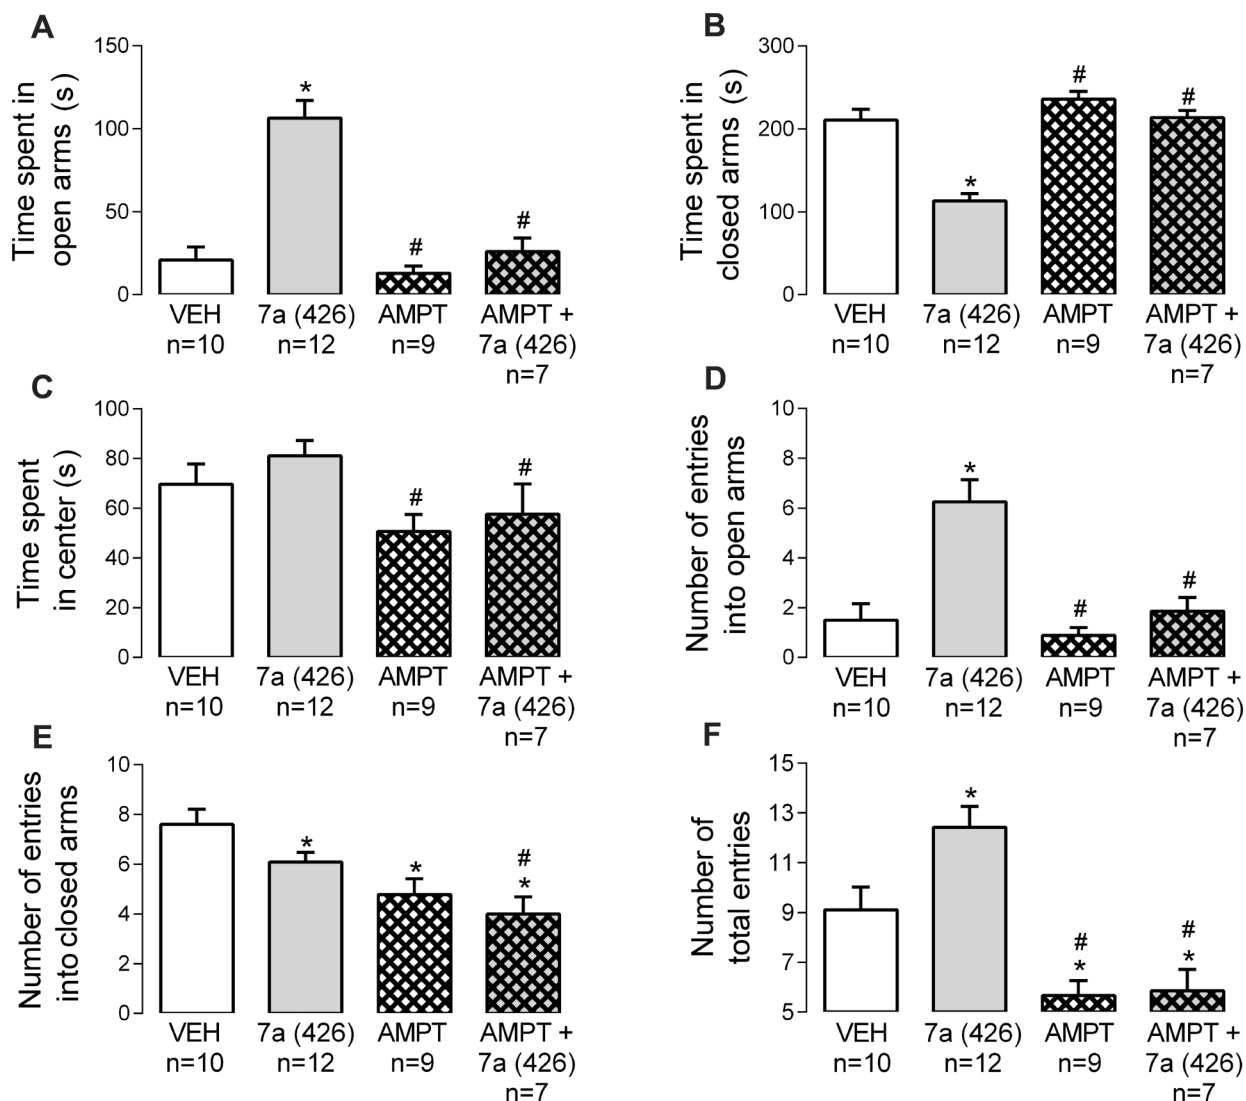 A
Time spent in
open arms (s)
150
100
50
0
*
#
#
VEH
n=10
7a (426)
n=12
AMPT
n=9
AMPT +
7a (426)
n=7
B
Time spent in
closed arms (s)
300
200
100
0
*
#
#
VEH
n=10
7a (426)
n=12
AMPT
n=9
AMPT +
7a (426)
n=7
C
Time spent
in center (s)
100
80
60
40
20
0
#
#
VEH
n=10
7a (426)
n=12
AMPT
n=9
AMPT +
7a (426)
n=7
D
Number of entries
into open arms
10
8
6
4
2
0
*
#
#
VEH
n=10
7a (426)
n=12
AMPT
n=9
AMPT +
7a (426)
n=7
E
Number of entries
into closed arms
10
8
6
4
2
0
*
*
#
*
VEH
n=10
7a (426)
n=12
AMPT
n=9
AMPT +
7a (426)
n=7
F
Number of
total entries
15
13
11
9
7
5
*
#
*
#
*
VEH
n=10
7a (426)
n=12
AMPT
n=9
AMPT +
7a (426)
n=7